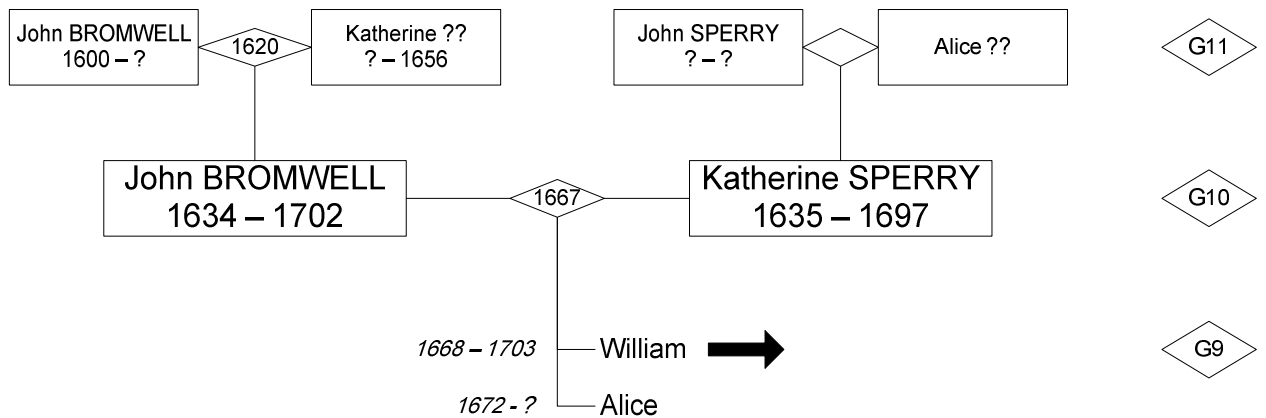 John BROMWELL
1600 – ?
1620
Katherine ??
? – 1656
John SPERRY
? – ?
Alice ??
G11
John BROMWELL
1634 – 1702
1667
Katherine SPERRY
1635 – 1697
G10
1668 – 1703 William
G9
1672 - ? Alice